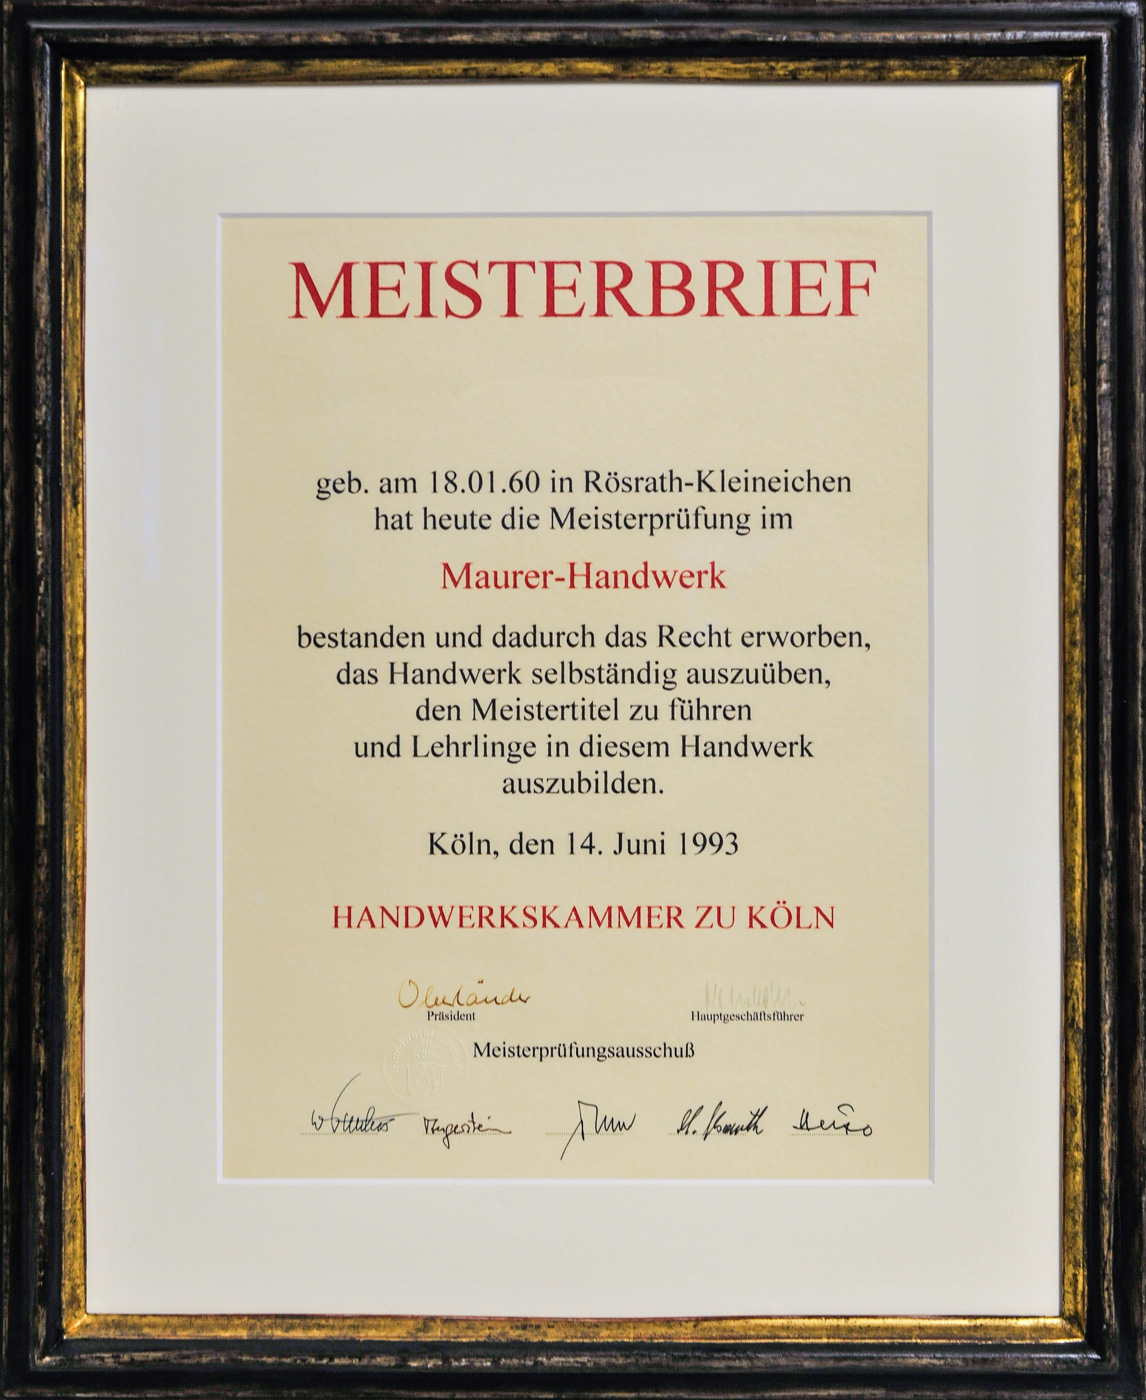 MEISTERBRIEF
geb. am 18.01.60 in Rösrath-Kleineichen
hat heute die Meisterprüfung im
Maurer-Handwerk
bestanden und dadurch das Recht erworben,
das Handwerk selbständig auszuüben,
den Meistertitel zu führen
und Lehrlinge in diesem Handwerk
auszubilden.
Köln, den 14. Juni 1993
HANDWERKSKAMMER ZU KÖLN
Oberländer
Präsident
Hauptgeschäftsführer
Meisterprüfungsausschuß